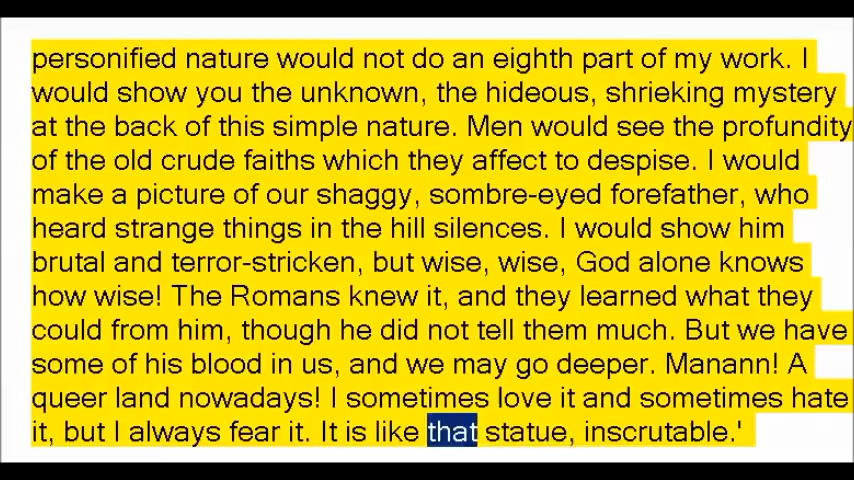 personified nature would not do an eighth part of my work. I
would show you the unknown, the hideous, shrieking mystery
at the back of this simple nature. Men would see the profundity
of the old crude faiths which they affect to despise. I would
make a picture of our shaggy, sombre-eyed forefather, who
heard strange things in the hill silences. I would show him
brutal and terror-stricken, but wise, wise, God alone knows
how wise! The Romans knew it, and they learned what they
could from him, though he did not tell them much. But we have
some of his blood in us, and we may go deeper. Manann! A
queer land nowadays! I sometimes love it and sometimes hate
it, but I always fear it. It is like that statue, inscrutable.'